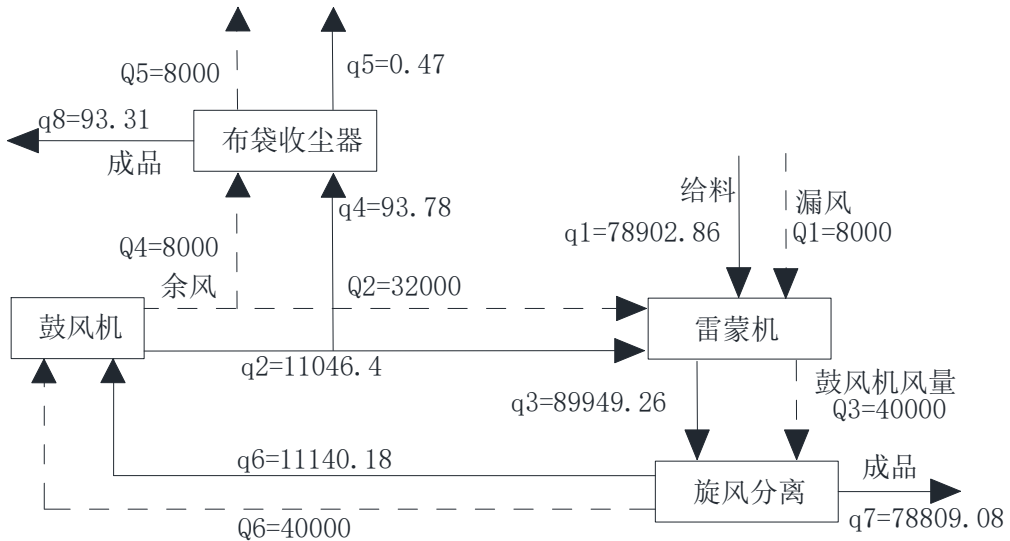 Q5=8000
q5=0.47
q8=93.31
成品
布袋收尘器
q4=93.78
给料
漏风
q1=78902.86
Q1=8000
Q4=8000
余风
Q2=32000
鼓风机
雷蒙机
q2=11046.4
q3=89949.26
鼓风机风量
Q3=40000
q6=11140.18
成品
旋风分离
q7=78809.08
Q6=40000